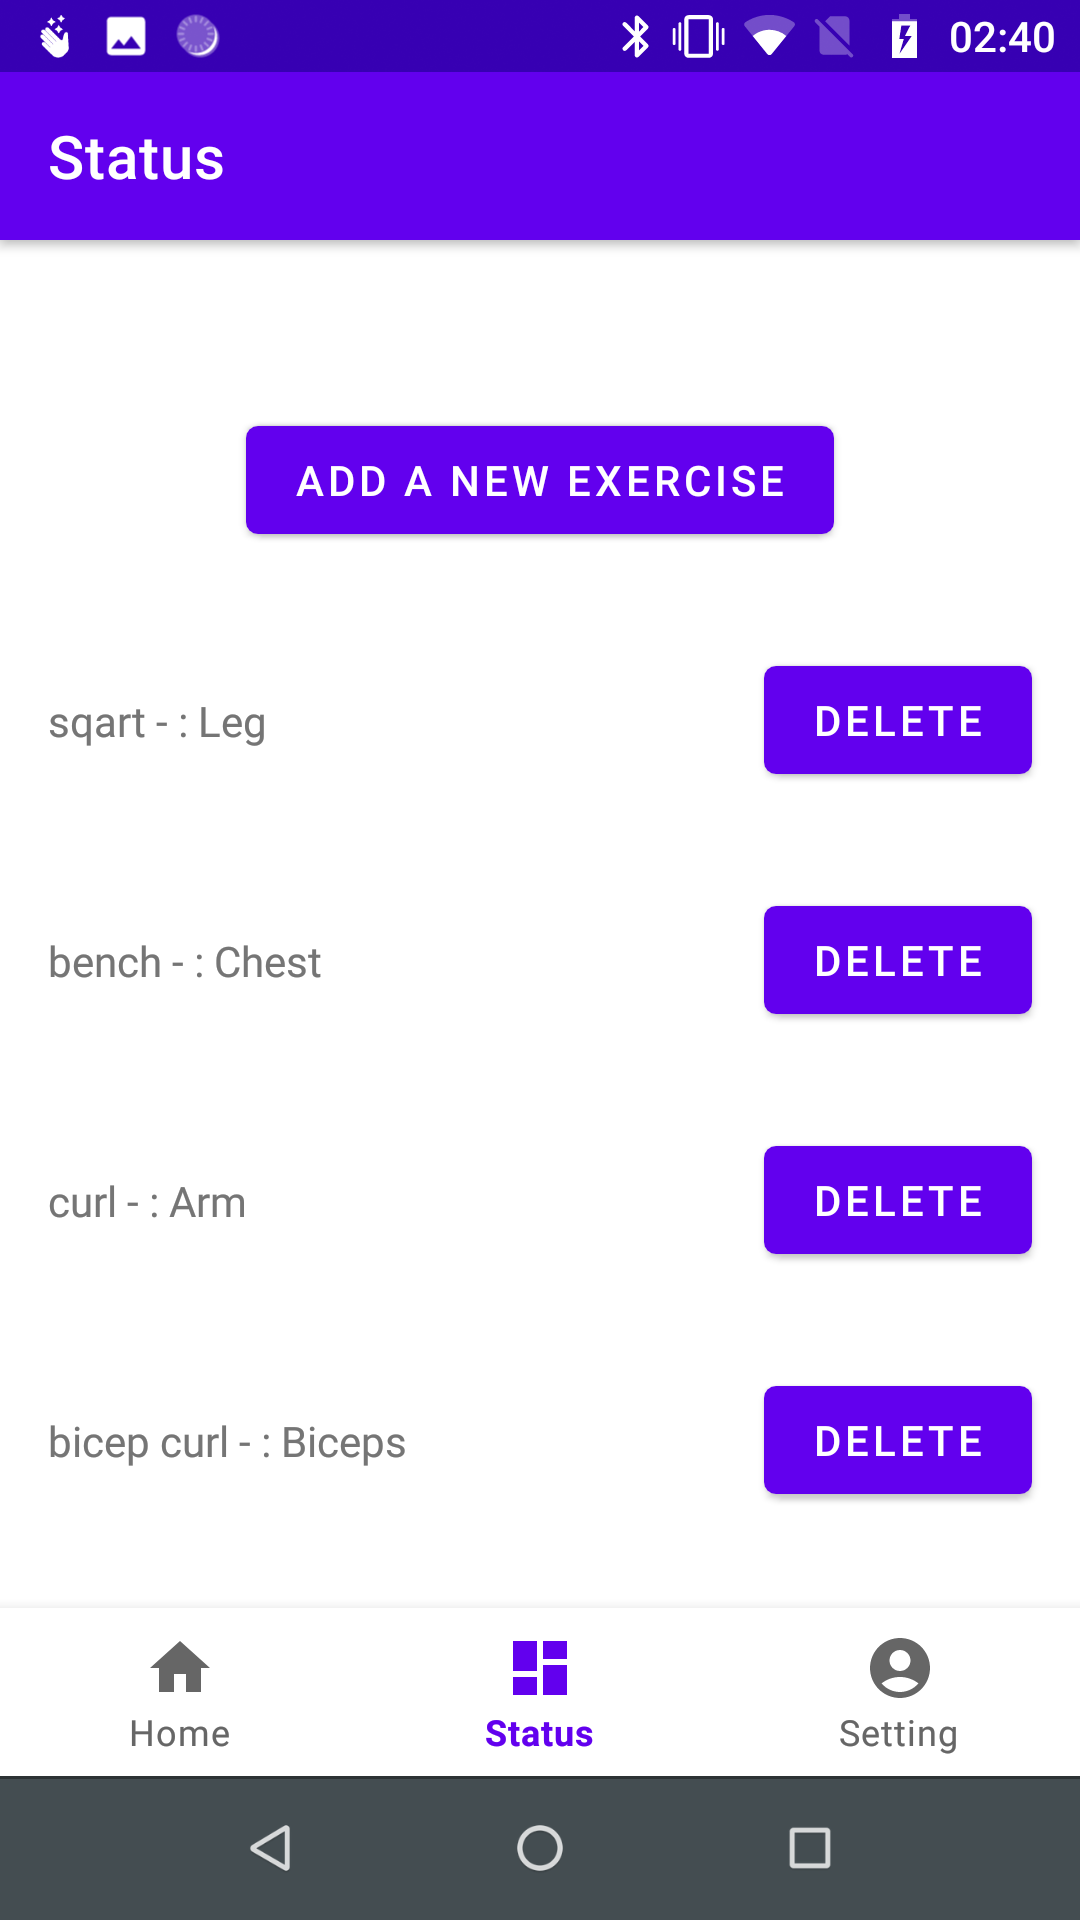 02:40
Status
ADD A NEW EXERCISE
sqart - : Leg
DELETE
bench - : Chest
DELETE
curl - : Arm
DELETE
bicep curl - : Biceps
DELETE
Home
Status
Setting